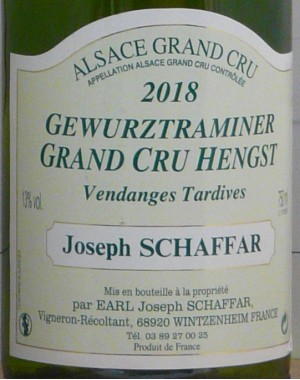 ALSACE GRAND CRU
APPELLATION ALSACE GRAND CRU CONTRÔLÉE
2018
GEWURZTRAMINER
GRAND CRU HENGST
Vendanges Tardives
13% vol.
Joseph SCHAFFAR
Mis en bouteille à la propriété
par EARL Joseph SCHAFFAR,
Vigneron-Récoltant, 68920 WINTZENHEIM FRANCE
Tél. 03 89 27 00 25
Produit de France